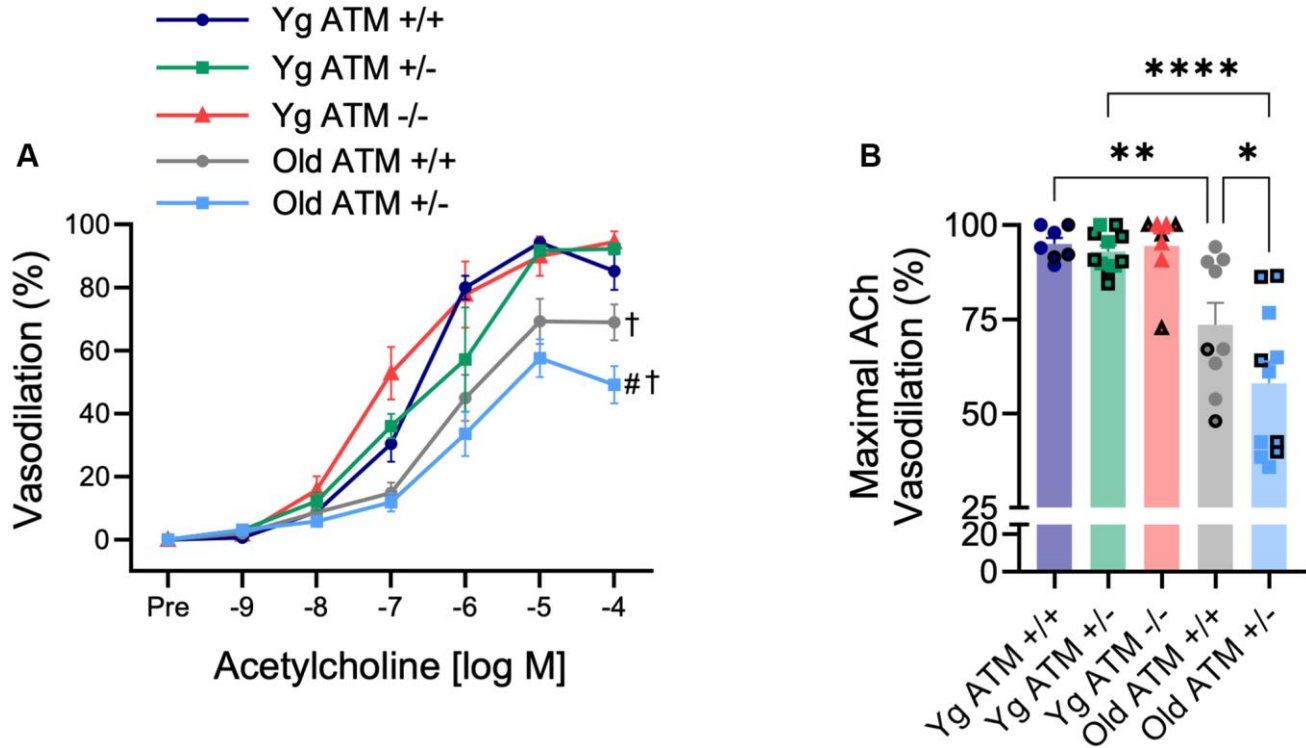 Yg ATM +/+
Yg ATM +/-
Yg ATM -/-
Old ATM +/+
Old ATM +/-
A
Vasodilation (%)
100
80
60
40
20
0
†
#†
Pre -9 -8 -7 -6 -5 -4
Acetylcholine [log M]
B
****
** *
Maximal ACh
Vasodilation (%)
100
75
50
25
20
0
Yg ATM +/+
Yg ATM +/-
Yg ATM -/-
Old ATM +/+
Old ATM +/-